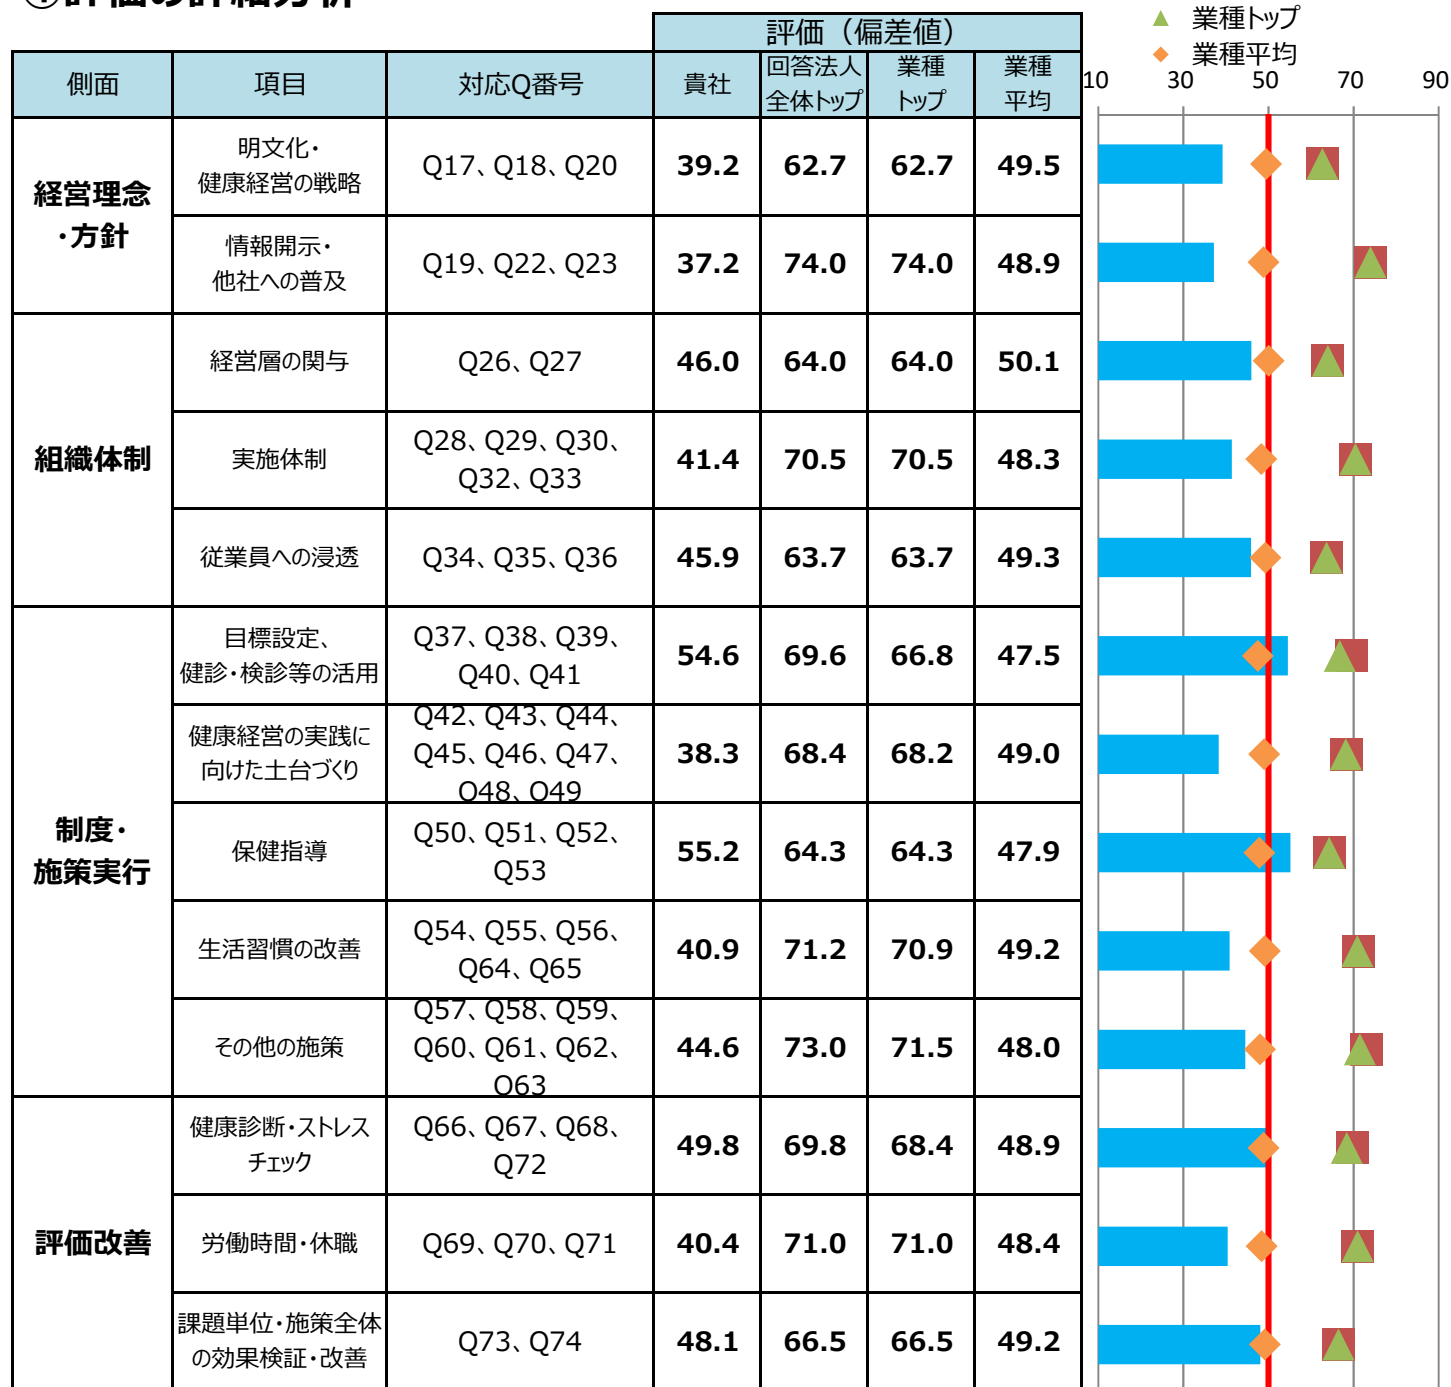 ①評価の詳細分析
▲ 業種トップ
◆ 業種平均
評価（偏差値）
側面 項目 対応Q番号 貴社 回答法人 業種 業種
全体トップ トップ 平均
10 30 50 70 90
経営理念
・方針
明文化・
健康経営の戦略
Q17、Q18、Q20 39.2 62.7 62.7 49.5
情報開示・
他社への普及
Q19、Q22、Q23 37.2 74.0 74.0 48.9
組織体制
経営層の関与 Q26、Q27 46.0 64.0 64.0 50.1
実施体制
Q28、Q29、Q30、
Q32、Q33
41.4 70.5 70.5 48.3
従業員への浸透 Q34、Q35、Q36 45.9 63.7 63.7 49.3
制度・
施策実行
目標設定、
健診・検診等の活用
Q37、Q38、Q39、
Q40、Q41
54.6 69.6 66.8 47.5
健康経営の実践に
向けた土台づくり
Q42、Q43、Q44、
Q45、Q46、Q47、
Q48、Q49
38.3 68.4 68.2 49.0
保健指導
Q50、Q51、Q52、
Q53
55.2 64.3 64.3 47.9
生活習慣の改善
Q54、Q55、Q56、
Q64、Q65
40.9 71.2 70.9 49.2
その他の施策
Q57、Q58、Q59、
Q60、Q61、Q62、
Q63
44.6 73.0 71.5 48.0
評価改善
健康診断・ストレス
チェック
Q66、Q67、Q68、
Q72
49.8 69.8 68.4 48.9
労働時間・休職 Q69、Q70、Q71 40.4 71.0 71.0 48.4
課題単位・施策全体
の効果検証・改善
Q73、Q74 48.1 66.5 66.5 49.2